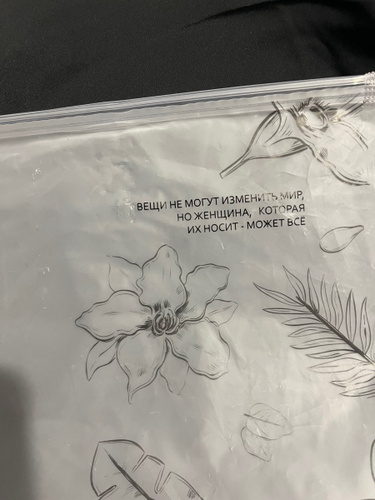 ВЕЩИ НЕ МОГУТ ИЗМЕНИТЬ МИР,
НО ЖЕНЩИНА, КОТОРАЯ
ИХ НОСИТ - МОЖЕТ ВСЕ